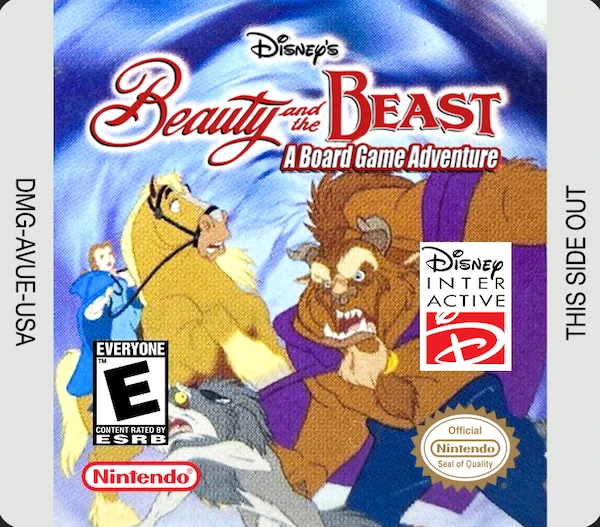 Disney's
Beauty and the BEAST
A Board Game Adventure
DMG-AVUE-USA
THIS SIDE OUT
Disney
INTER
ACTIVE
D
EVERYONE
TM
E
CONTENT RATED BY
ESRB
Nintendo®
Official
Nintendo
Seal of Quality